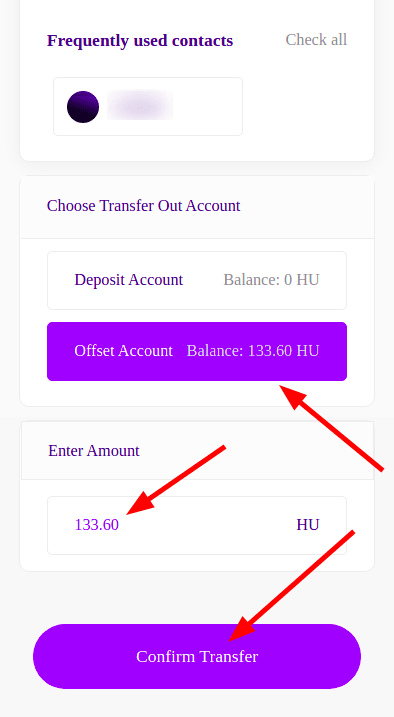 Frequently used contacts Check all
Choose Transfer Out Account
Deposit Account Balance: 0 HU
Offset Account Balance: 133.60 HU
Enter Amount
133.60 HU
Confirm Transfer